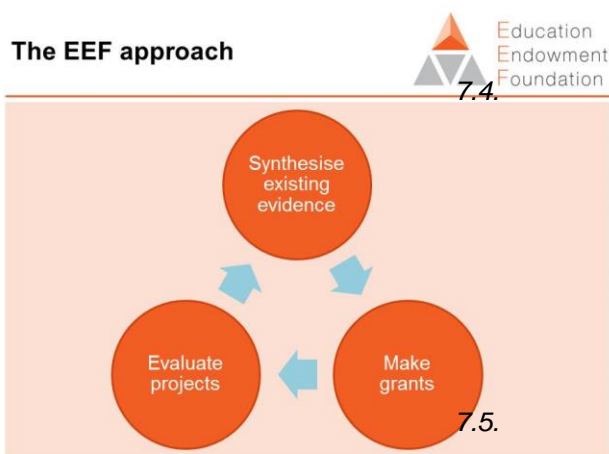 The EEF approach
Education
Endowment
Foundation
7.4.
Synthesise
existing
evidence
Evaluate
projects
Make
grants
7.5.